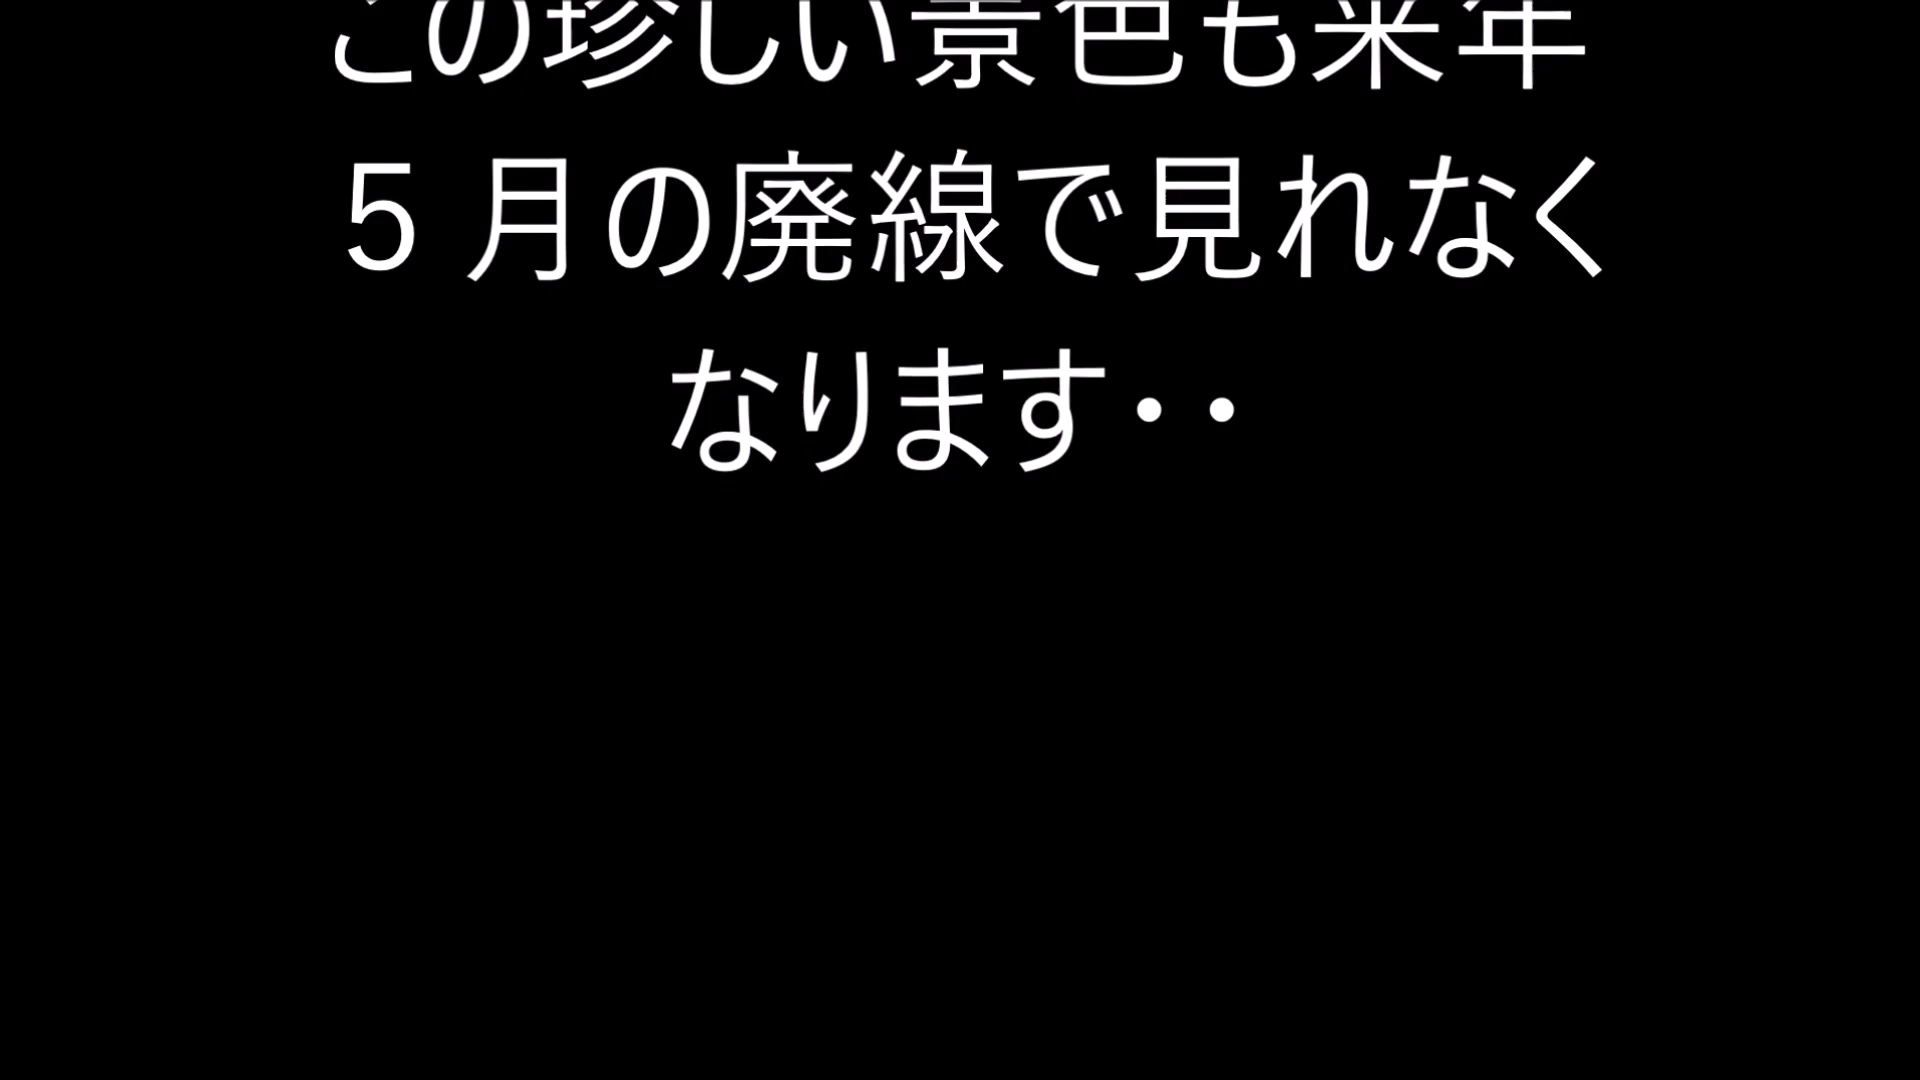 この珍しい景色も来年
5月の廃線で見れなく
なります・・